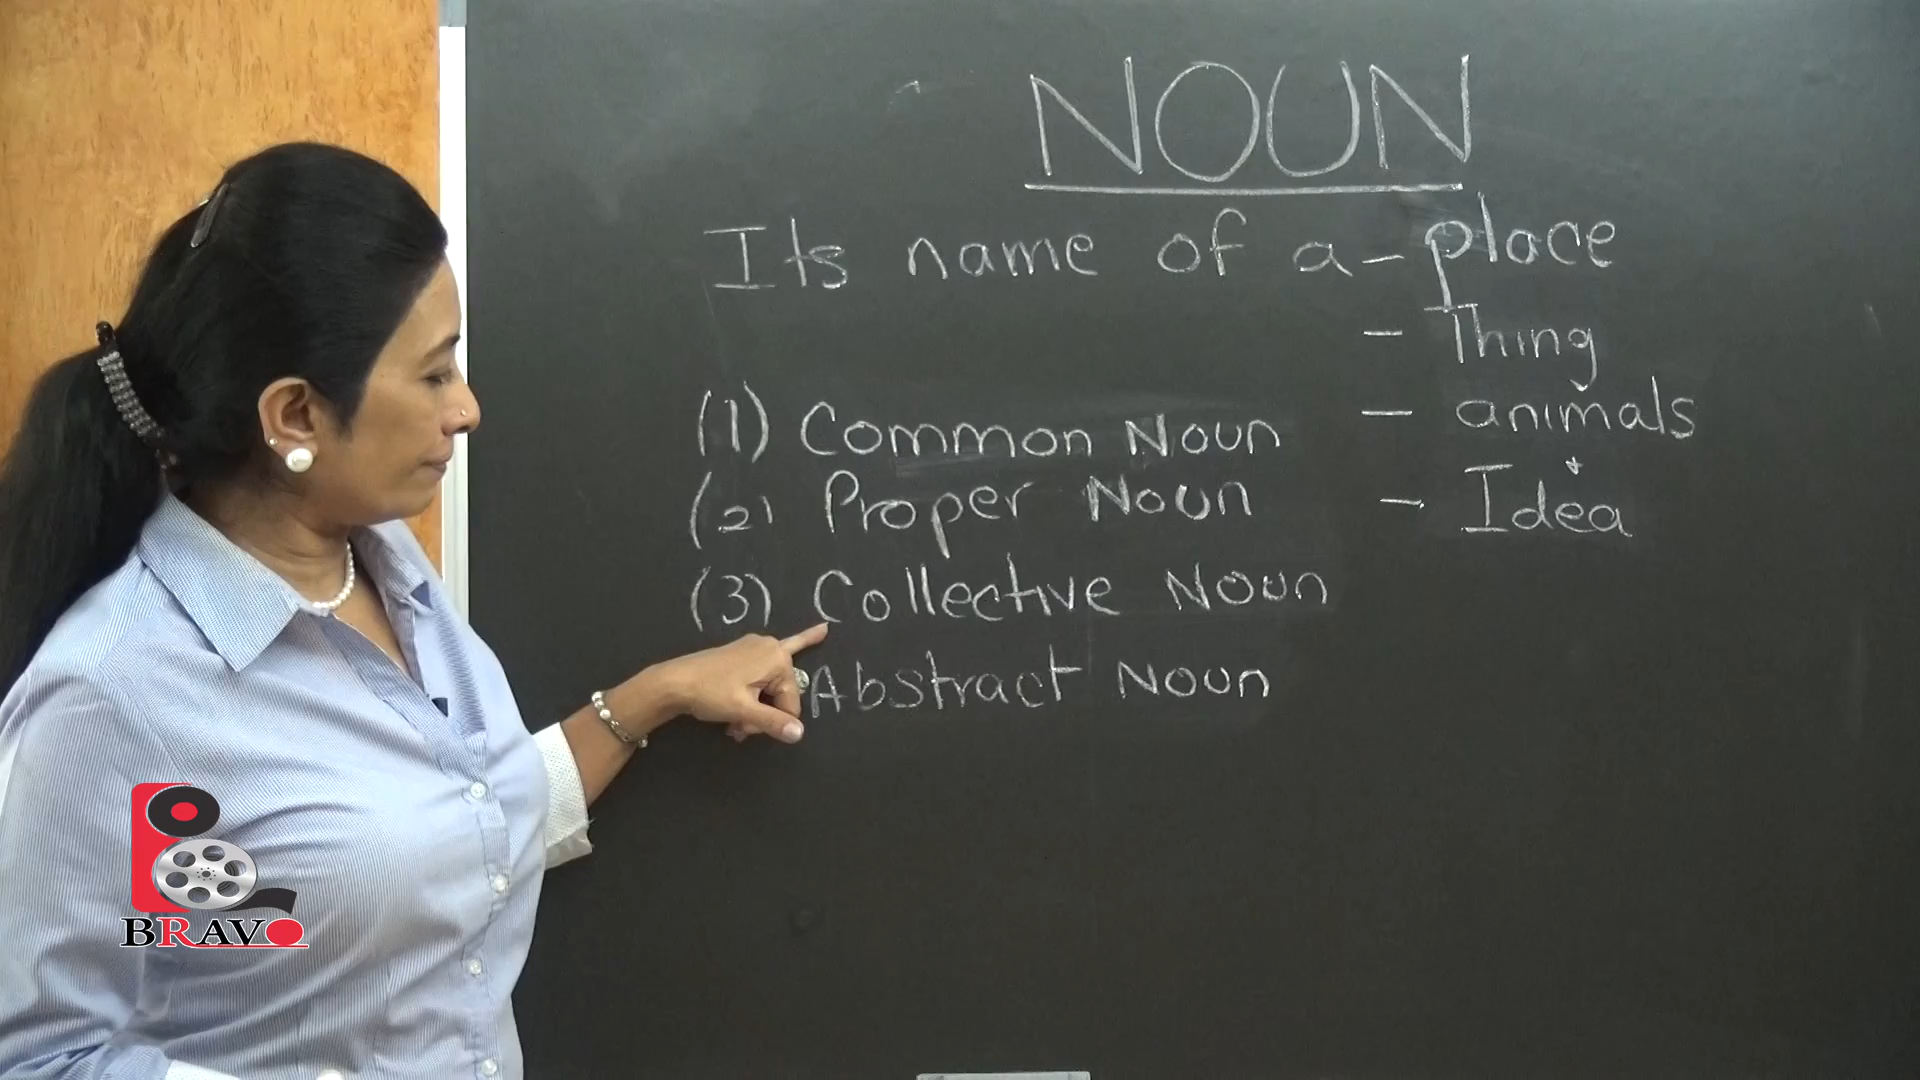 NOUN
Its name of a - place
- Thing
- animals
- Idea
(1) Common Noun
(2) Proper Noun
(3) Collective Noun
Abstract Noun
BRAVO